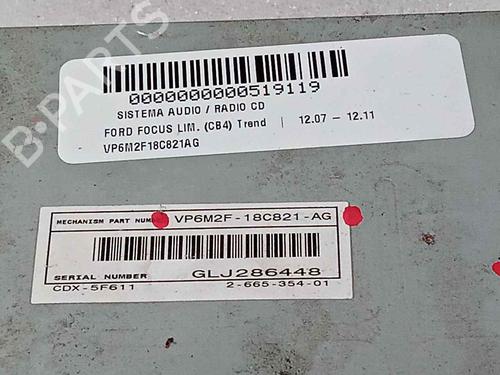 0000000000519119
SISTEMA AUDIO / RADIO CD
FORD FOCUS LIM. (CB4) Trend | 12.07 — 12.11
VP6M2F18C821AG
B-PARTS
MECHANISM PART NUMBER VP6M2F-18C821-AG
SERIAL NUMBER GLJ286448
CDX-5F611 2-665-354-01